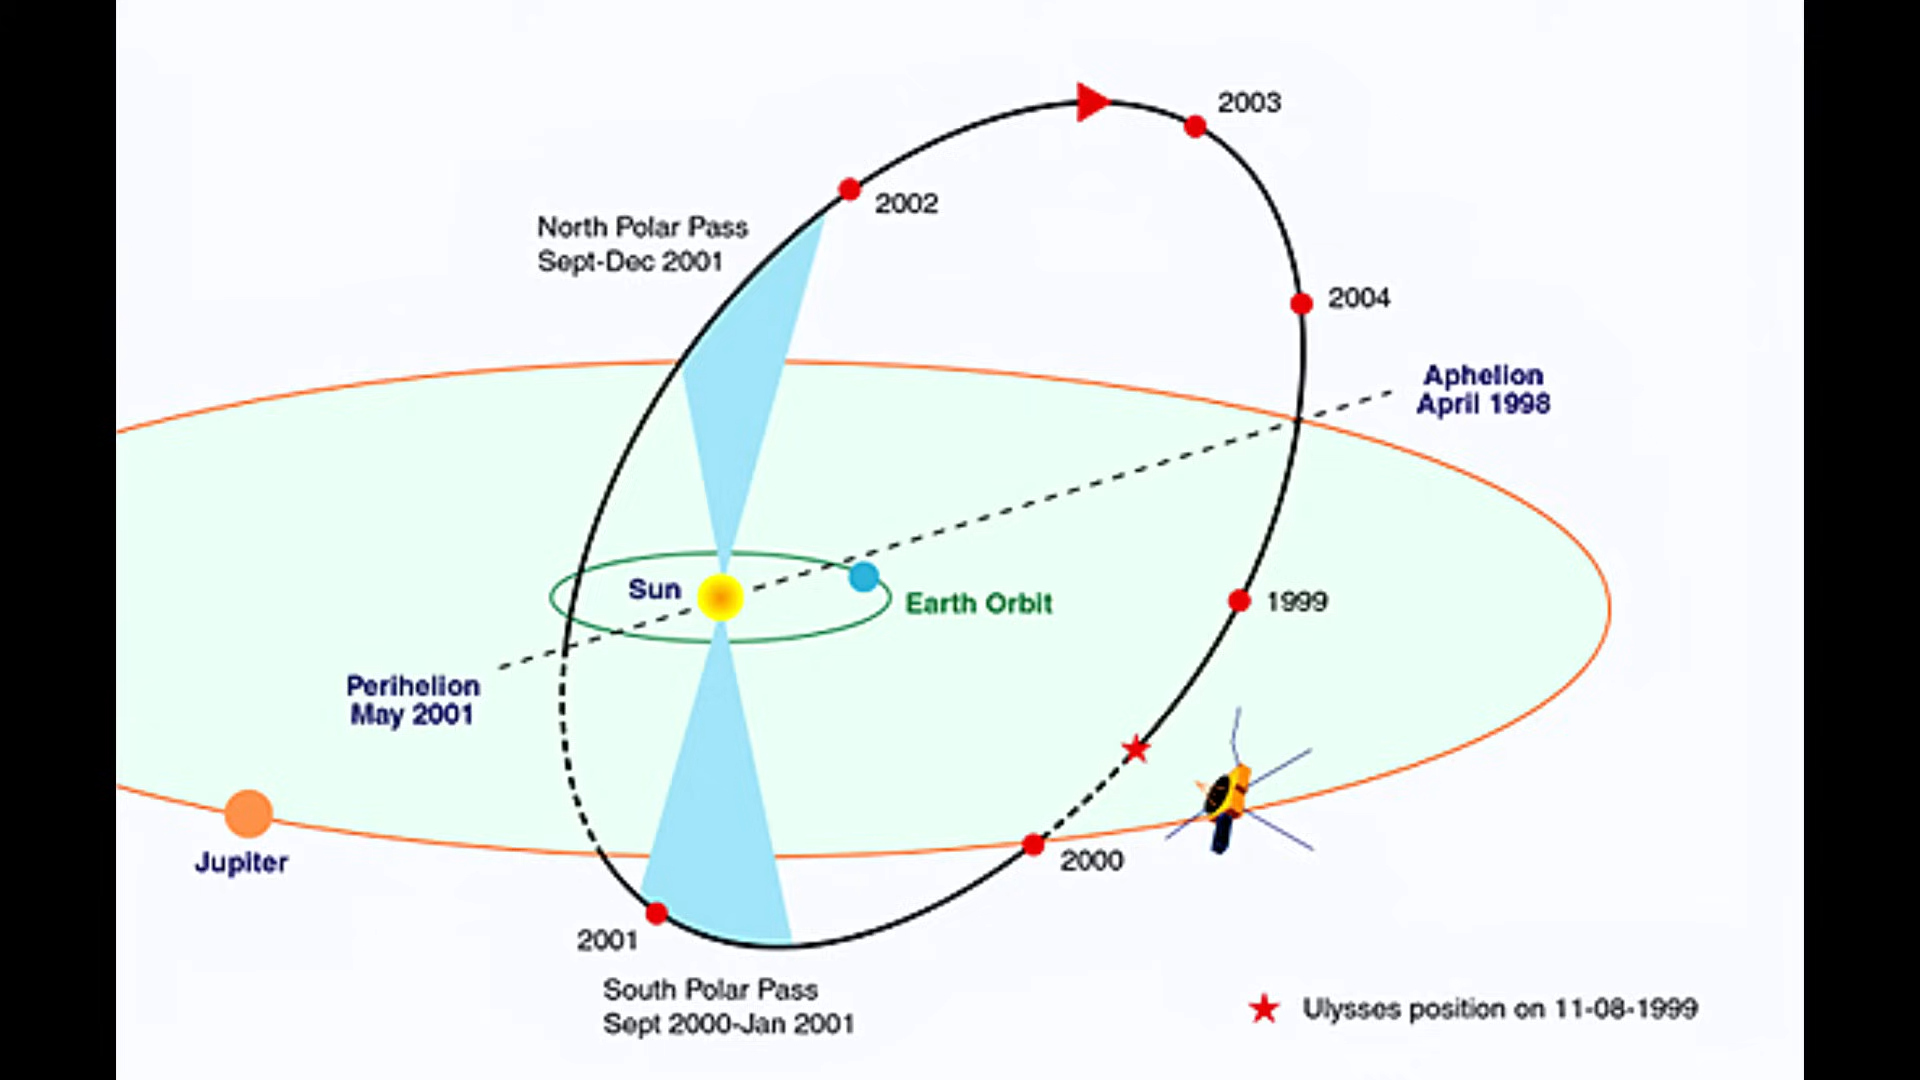 2003
2002
North Polar Pass
Sept-Dec 2001
2004
Aphelion
April 1998
Sun
Earth Orbit
1999
Perihelion
May 2001
Jupiter
2000
2001
South Polar Pass
Sept 2000-Jan 2001
Ulysses position on 11-08-1999